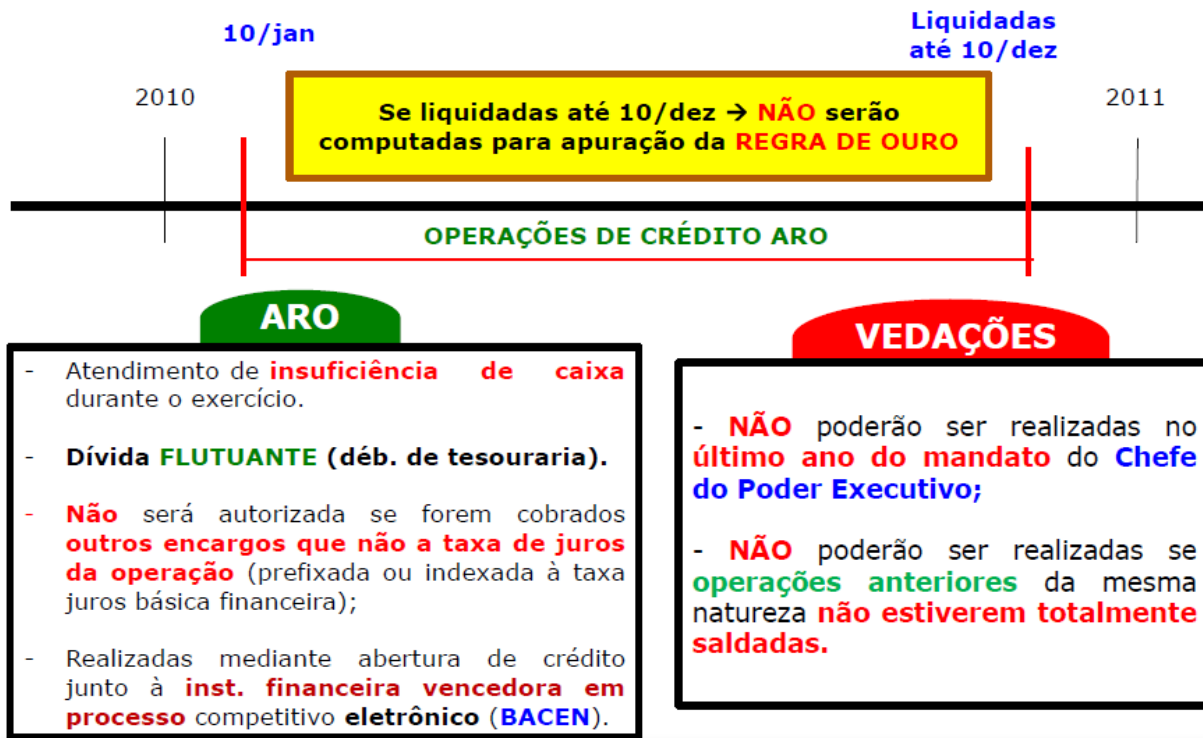 10/jan
Liquidadas
até 10/dez
2010
2011
Se liquidadas até 10/dez → NÃO serão
computadas para apuração da REGRA DE OURO
OPERAÇÕES DE CRÉDITO ARO
ARO
- Atendimento de insuficiência de caixa
durante o exercício.
- Dívida FLUTUANTE (déb. de tesouraria).
- Não será autorizada se forem cobrados
outros encargos que não a taxa de juros
da operação (prefixada ou indexada à taxa
juros básica financeira);
- Realizadas mediante abertura de crédito
junto à inst. financeira vencedora em
processo competitivo eletrônico (BACEN).
VEDAÇÕES
- NÃO poderão ser realizadas no
último ano do mandato do Chefe
do Poder Executivo;
- NÃO poderão ser realizadas se
operações anteriores da mesma
natureza não estiverem totalmente
saldadas.